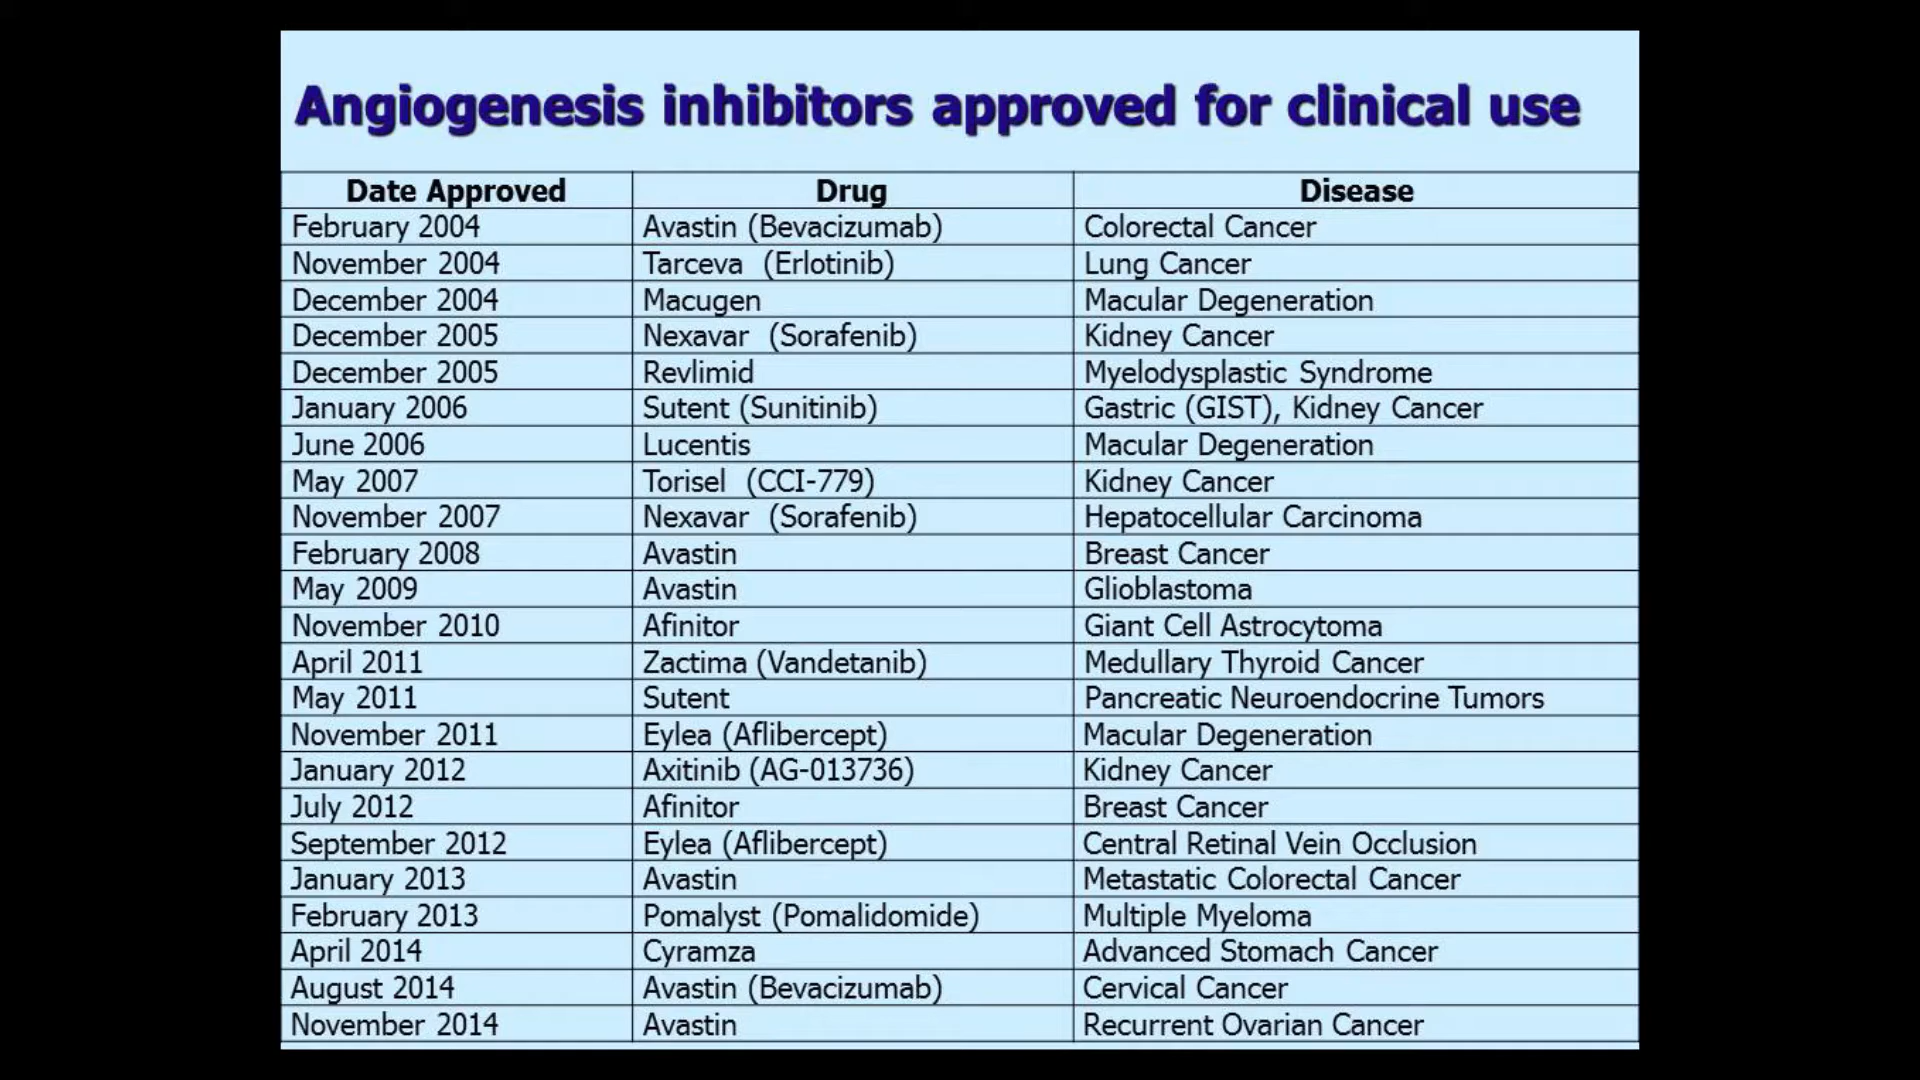 Angiogenesis inhibitors approved for clinical use
Date Approved Drug Disease
February 2004 Avastin (Bevacizumab) Colorectal Cancer
November 2004 Tarceva (Erlotinib) Lung Cancer
December 2004 Macugen Macular Degeneration
December 2005 Nexavar (Sorafenib) Kidney Cancer
December 2005 Revlimid Myelodysplastic Syndrome
January 2006 Sutent (Sunitinib) Gastric (GIST), Kidney Cancer
June 2006 Lucentis Macular Degeneration
May 2007 Torisel (CCI-779) Kidney Cancer
November 2007 Nexavar (Sorafenib) Hepatocellular Carcinoma
February 2008 Avastin Breast Cancer
May 2009 Avastin Glioblastoma
November 2010 Afinitor Giant Cell Astrocytoma
April 2011 Zactima (Vandetanib) Medullary Thyroid Cancer
May 2011 Sutent Pancreatic Neuroendocrine Tumors
November 2011 Eylea (Aflibercept) Macular Degeneration
January 2012 Axitinib (AG-013736) Kidney Cancer
July 2012 Afinitor Breast Cancer
September 2012 Eylea (Aflibercept) Central Retinal Vein Occlusion
January 2013 Avastin Metastatic Colorectal Cancer
February 2013 Pomalyst (Pomalidomide) Multiple Myeloma
April 2014 Cyramza Advanced Stomach Cancer
August 2014 Avastin (Bevacizumab) Cervical Cancer
November 2014 Avastin Recurrent Ovarian Cancer